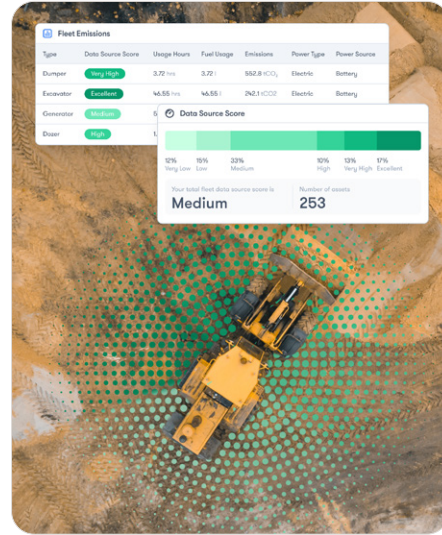 Fleet Emissions
Type Data Source Score Usage Hours Fuel Usage Emissions Power Type Power Source
Dumper Very High 3.72 hrs 3.72 l 552.8 tCO₂ Electric Battery
Excavator Excellent 46.55 hrs 46.55 l 242.1 tCO2 Electric Battery
Generator Medium 5
Dozer High 1.
Data Source Score
12% 15% 33% 10% 13% 17%
Very Low Low Medium High Very High Excellent
Your total fleet data source score is Number of assets
Medium 253